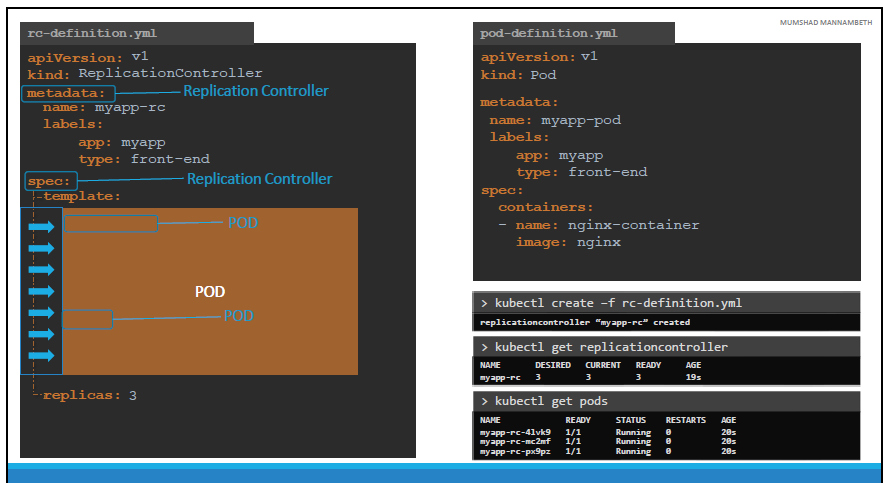 MUMSHAD MANNAMBETH
rc-definition.yml
apiVersion: v1
kind: ReplicationController
metadata: Replication Controller
name: myapp-rc
labels:
app: myapp
type: front-end
spec: Replication Controller
template:
POD
POD
POD
replicas: 3
pod-definition.yml
apiVersion: v1
kind: Pod
metadata:
name: myapp-pod
labels:
app: myapp
type: front-end
spec:
containers:
- name: nginx-container
image: nginx
> kubectl create –f rc-definition.yml
replicationcontroller “myapp-rc” created
> kubectl get replicationcontroller
NAME DESIRED CURRENT READY AGE
myapp-rc 3 3 3 19s
> kubectl get pods
NAME READY STATUS RESTARTS AGE
myapp-rc-4lvk9 1/1 Running 0 20s
myapp-rc-mc2mf 1/1 Running 0 20s
myapp-rc-px9pz 1/1 Running 0 20s